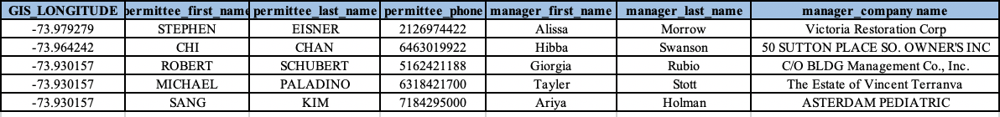 GIS_LONGITUDE permittee_first_name permittee_last_name permittee_phone manager_first_name manager_last_name manager_company name
-73.979279 STEPHEN EISNER 2126974422 Alissa Morrow Victoria Restoration Corp
-73.964242 CHI CHAN 6463019922 Hibba Swanson 50 SUTTON PLACE SO. OWNER'S INC
-73.930157 ROBERT SCHUBERT 5162421188 Giorgia Rubio C/O BLDG Management Co., Inc.
-73.930157 MICHAEL PALADINO 6318421700 Tayler Stott The Estate of Vincent Terranva
-73.930157 SANG KIM 7184295000 Ariya Holman ASTERDAM PEDIATRIC